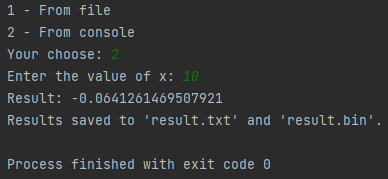 1 - From file
2 - From console
Your choose: 2
Enter the value of x: 10
Result: -0.0641261469507921
Results saved to 'result.txt' and 'result.bin'.
Process finished with exit code 0